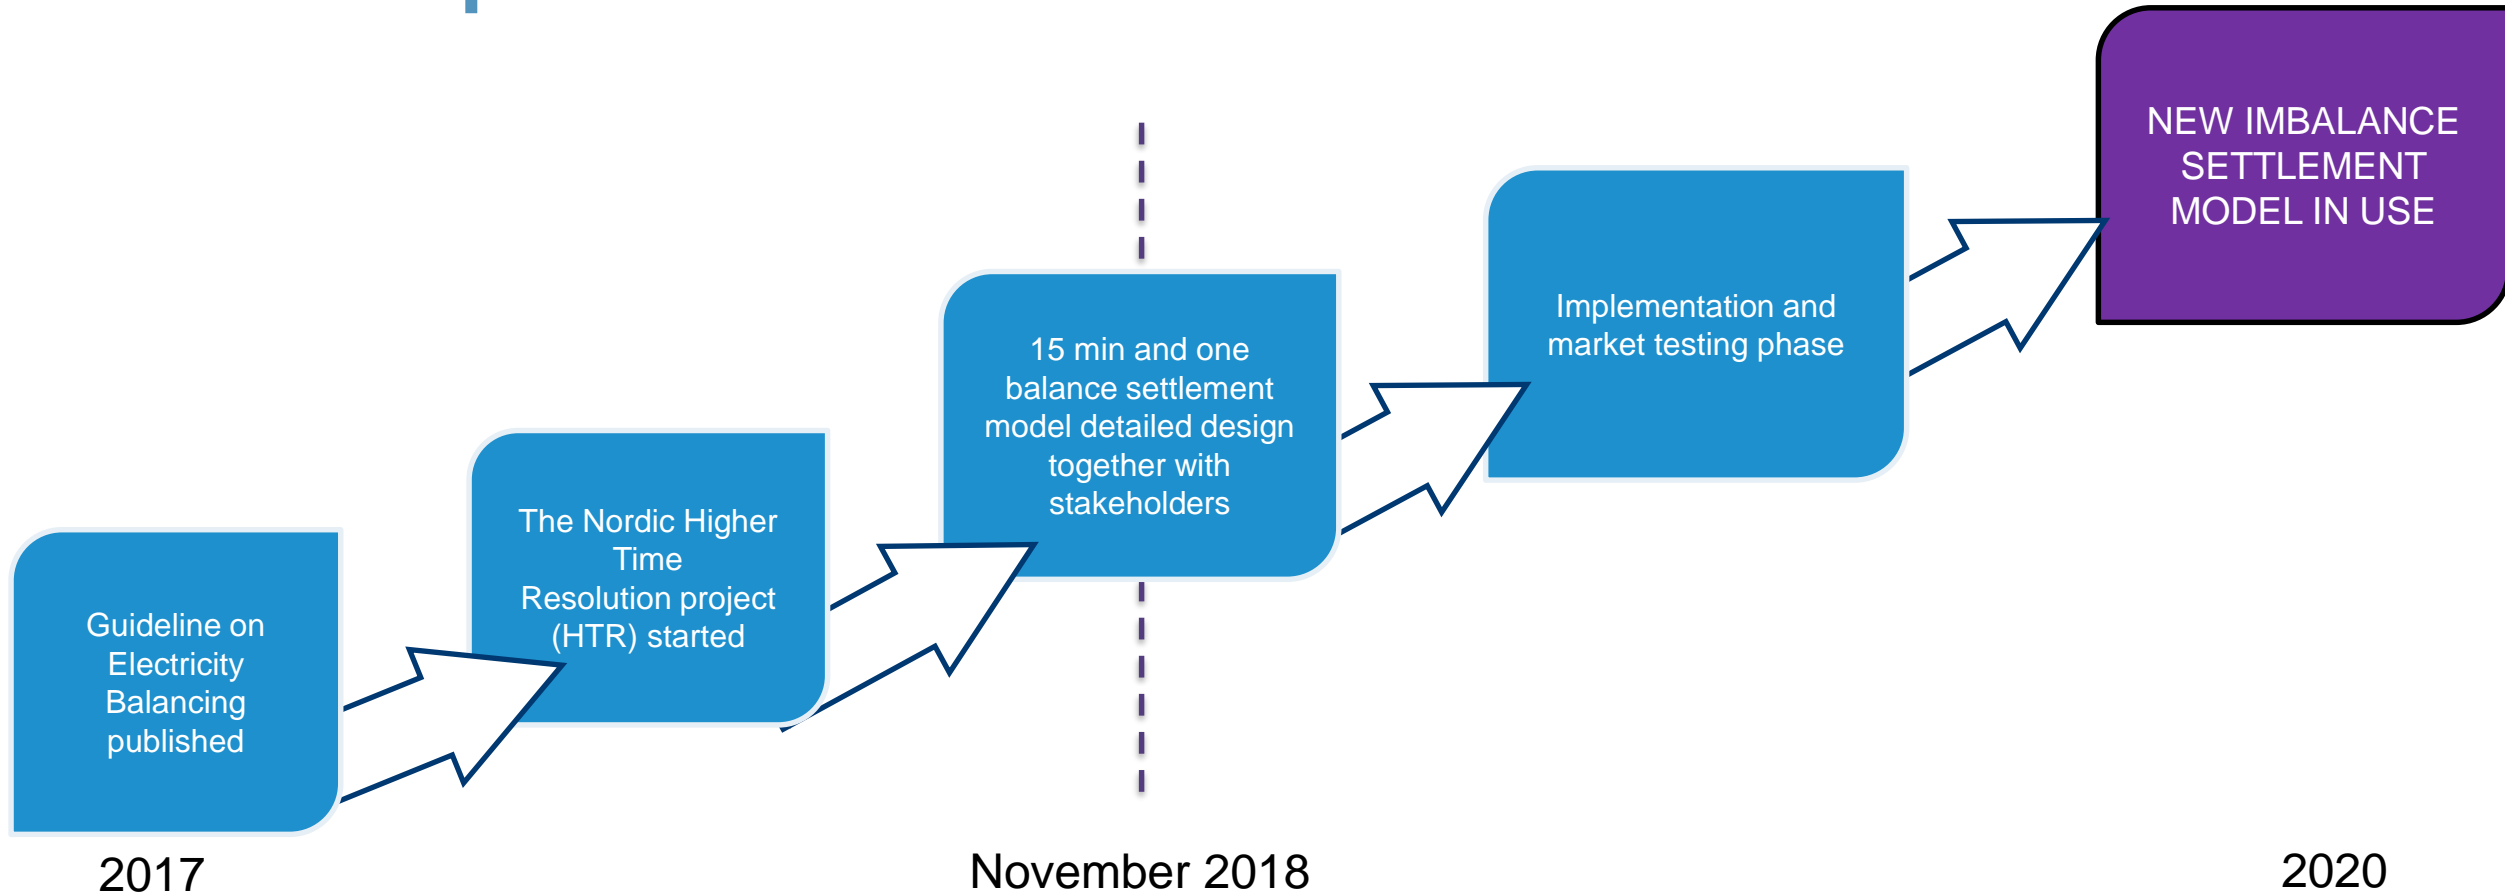 Guideline on
Electricity
Balancing
published
The Nordic Higher
Time
Resolution project
(HTR) started
15 min and one
balance settlement
model detailed design
together with
stakeholders
Implementation and
market testing phase
NEW IMBALANCE
SETTLEMENT
MODEL IN USE
2017
November 2018
2020